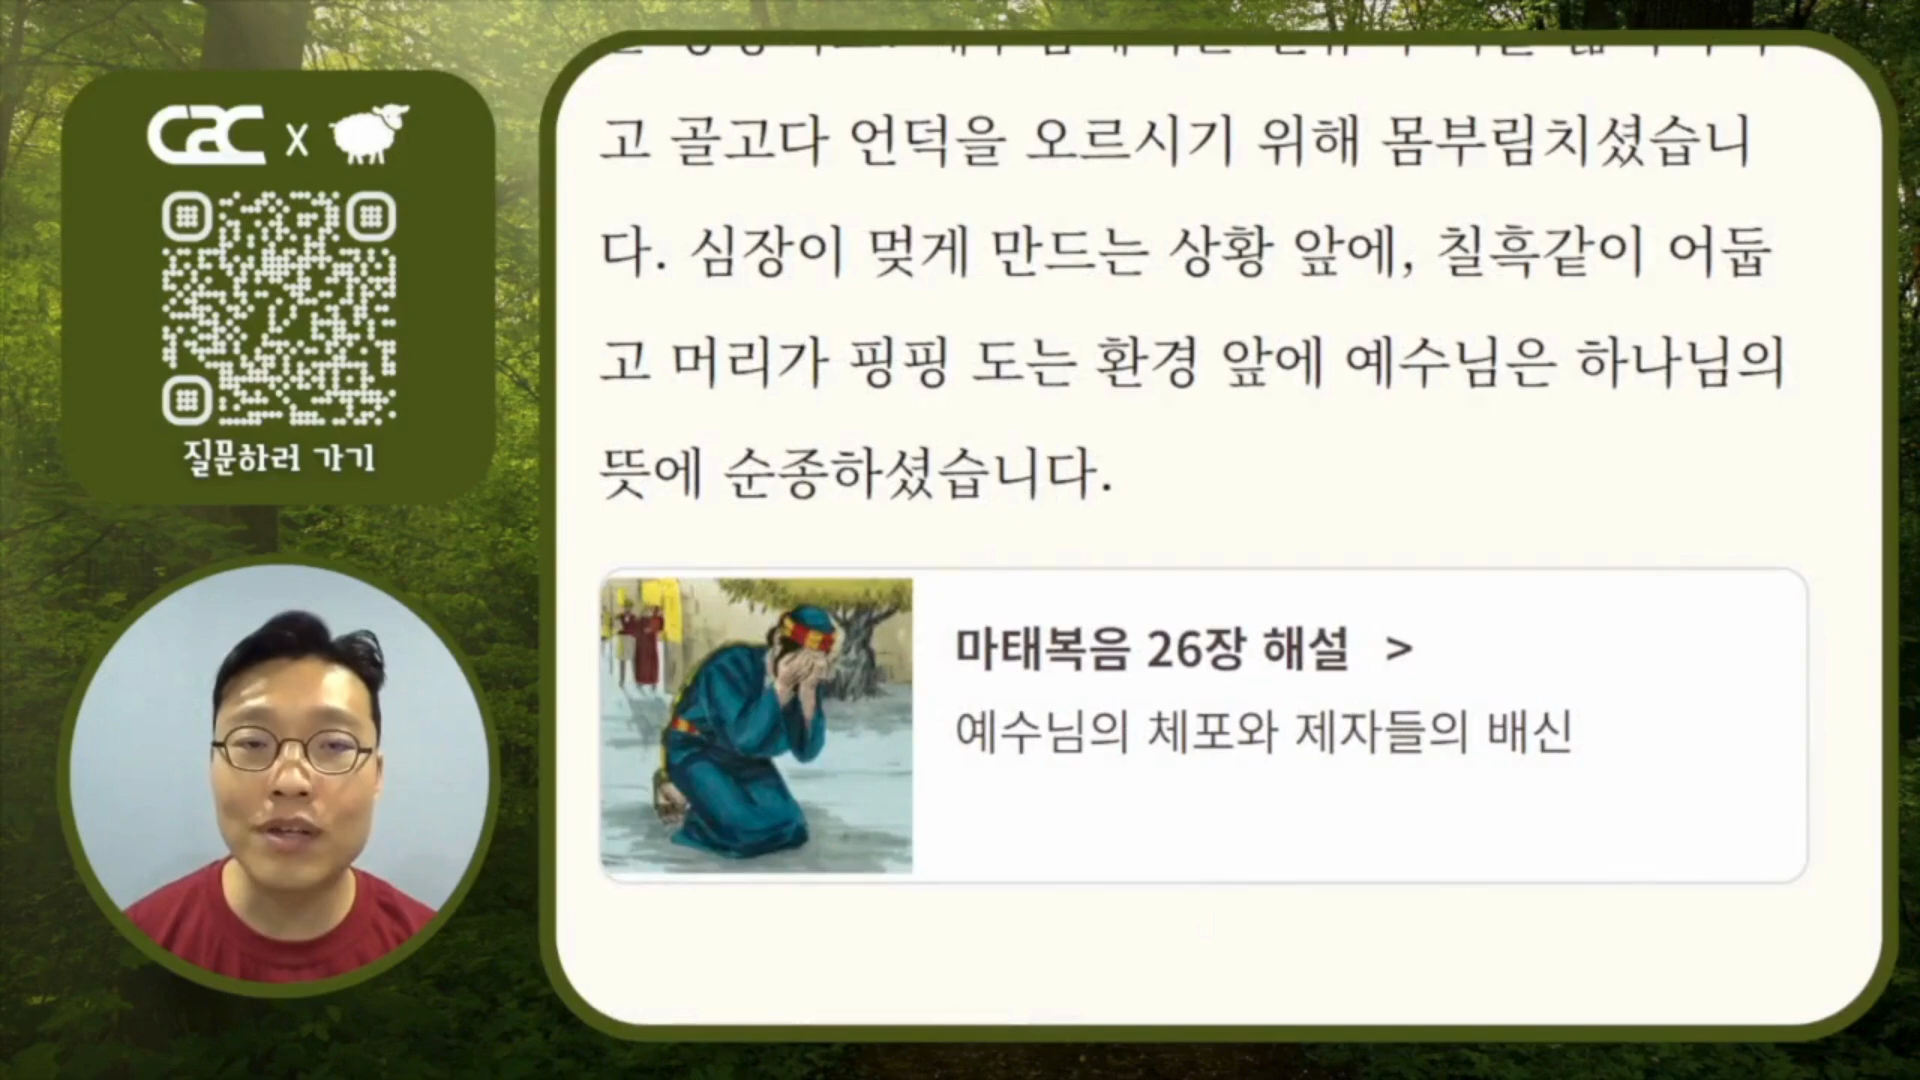 CAC X
질문하러 가기
고 골고다 언덕을 오르시기 위해 몸부림치셨습니
다. 심장이 멎게 만드는 상황 앞에, 칠흑같이 어둡
고 머리가 핑핑 도는 환경 앞에 예수님은 하나님의
뜻에 순종하셨습니다.
마태복음 26장 해설 >
예수님의 체포와 제자들의 배신